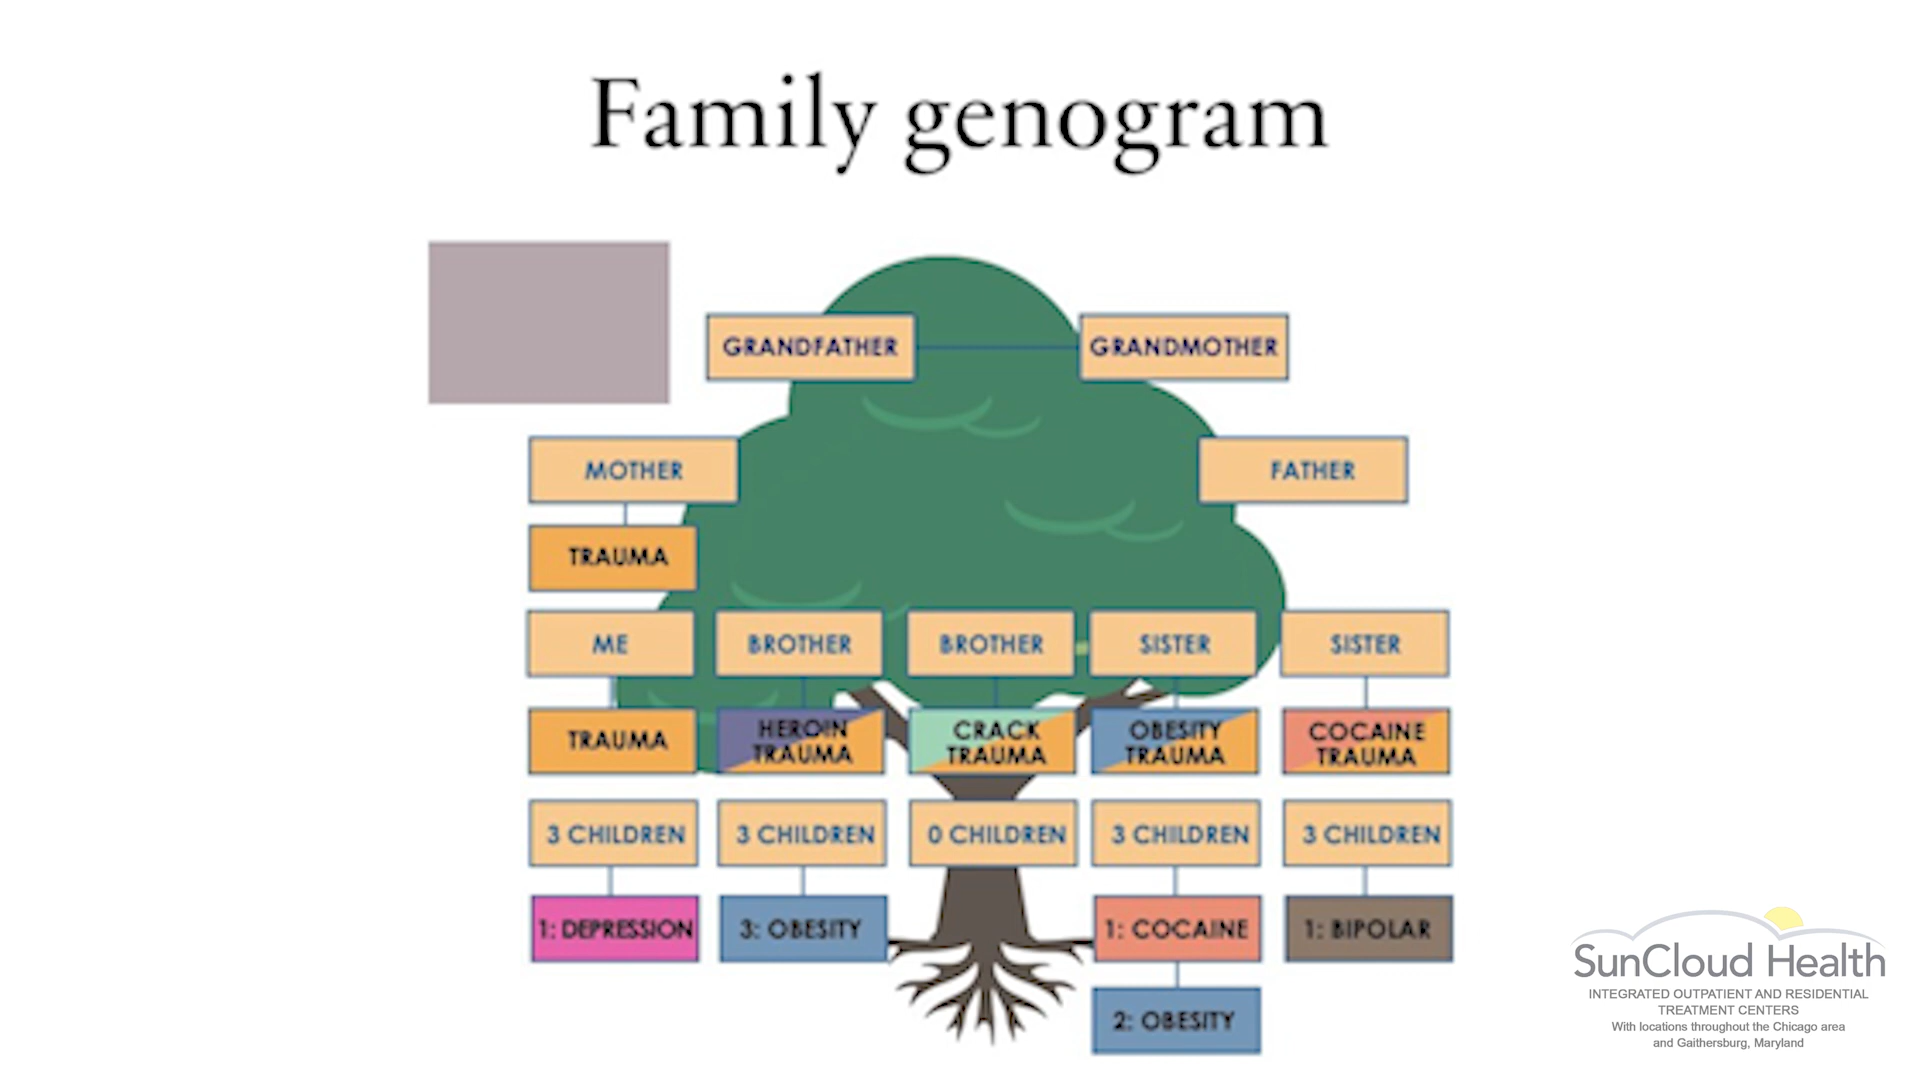 Family genogram
GRANDFATHER
GRANDMOTHER
MOTHER
FATHER
TRAUMA
ME
BROTHER
BROTHER
SISTER
SISTER
TRAUMA
HEROIN
TRAUMA
CRACK
TRAUMA
OBESITY
TRAUMA
COCAINE
TRAUMA
3 CHILDREN
3 CHILDREN
0 CHILDREN
3 CHILDREN
3 CHILDREN
1: DEPRESSION
3: OBESITY
1: COCAINE
1: BIPOLAR
2: OBESITY
SunCloud Health
INTEGRATED OUTPATIENT AND RESIDENTIAL
TREATMENT CENTERS
With locations throughout the Chicago area
and Gaithersburg, Maryland